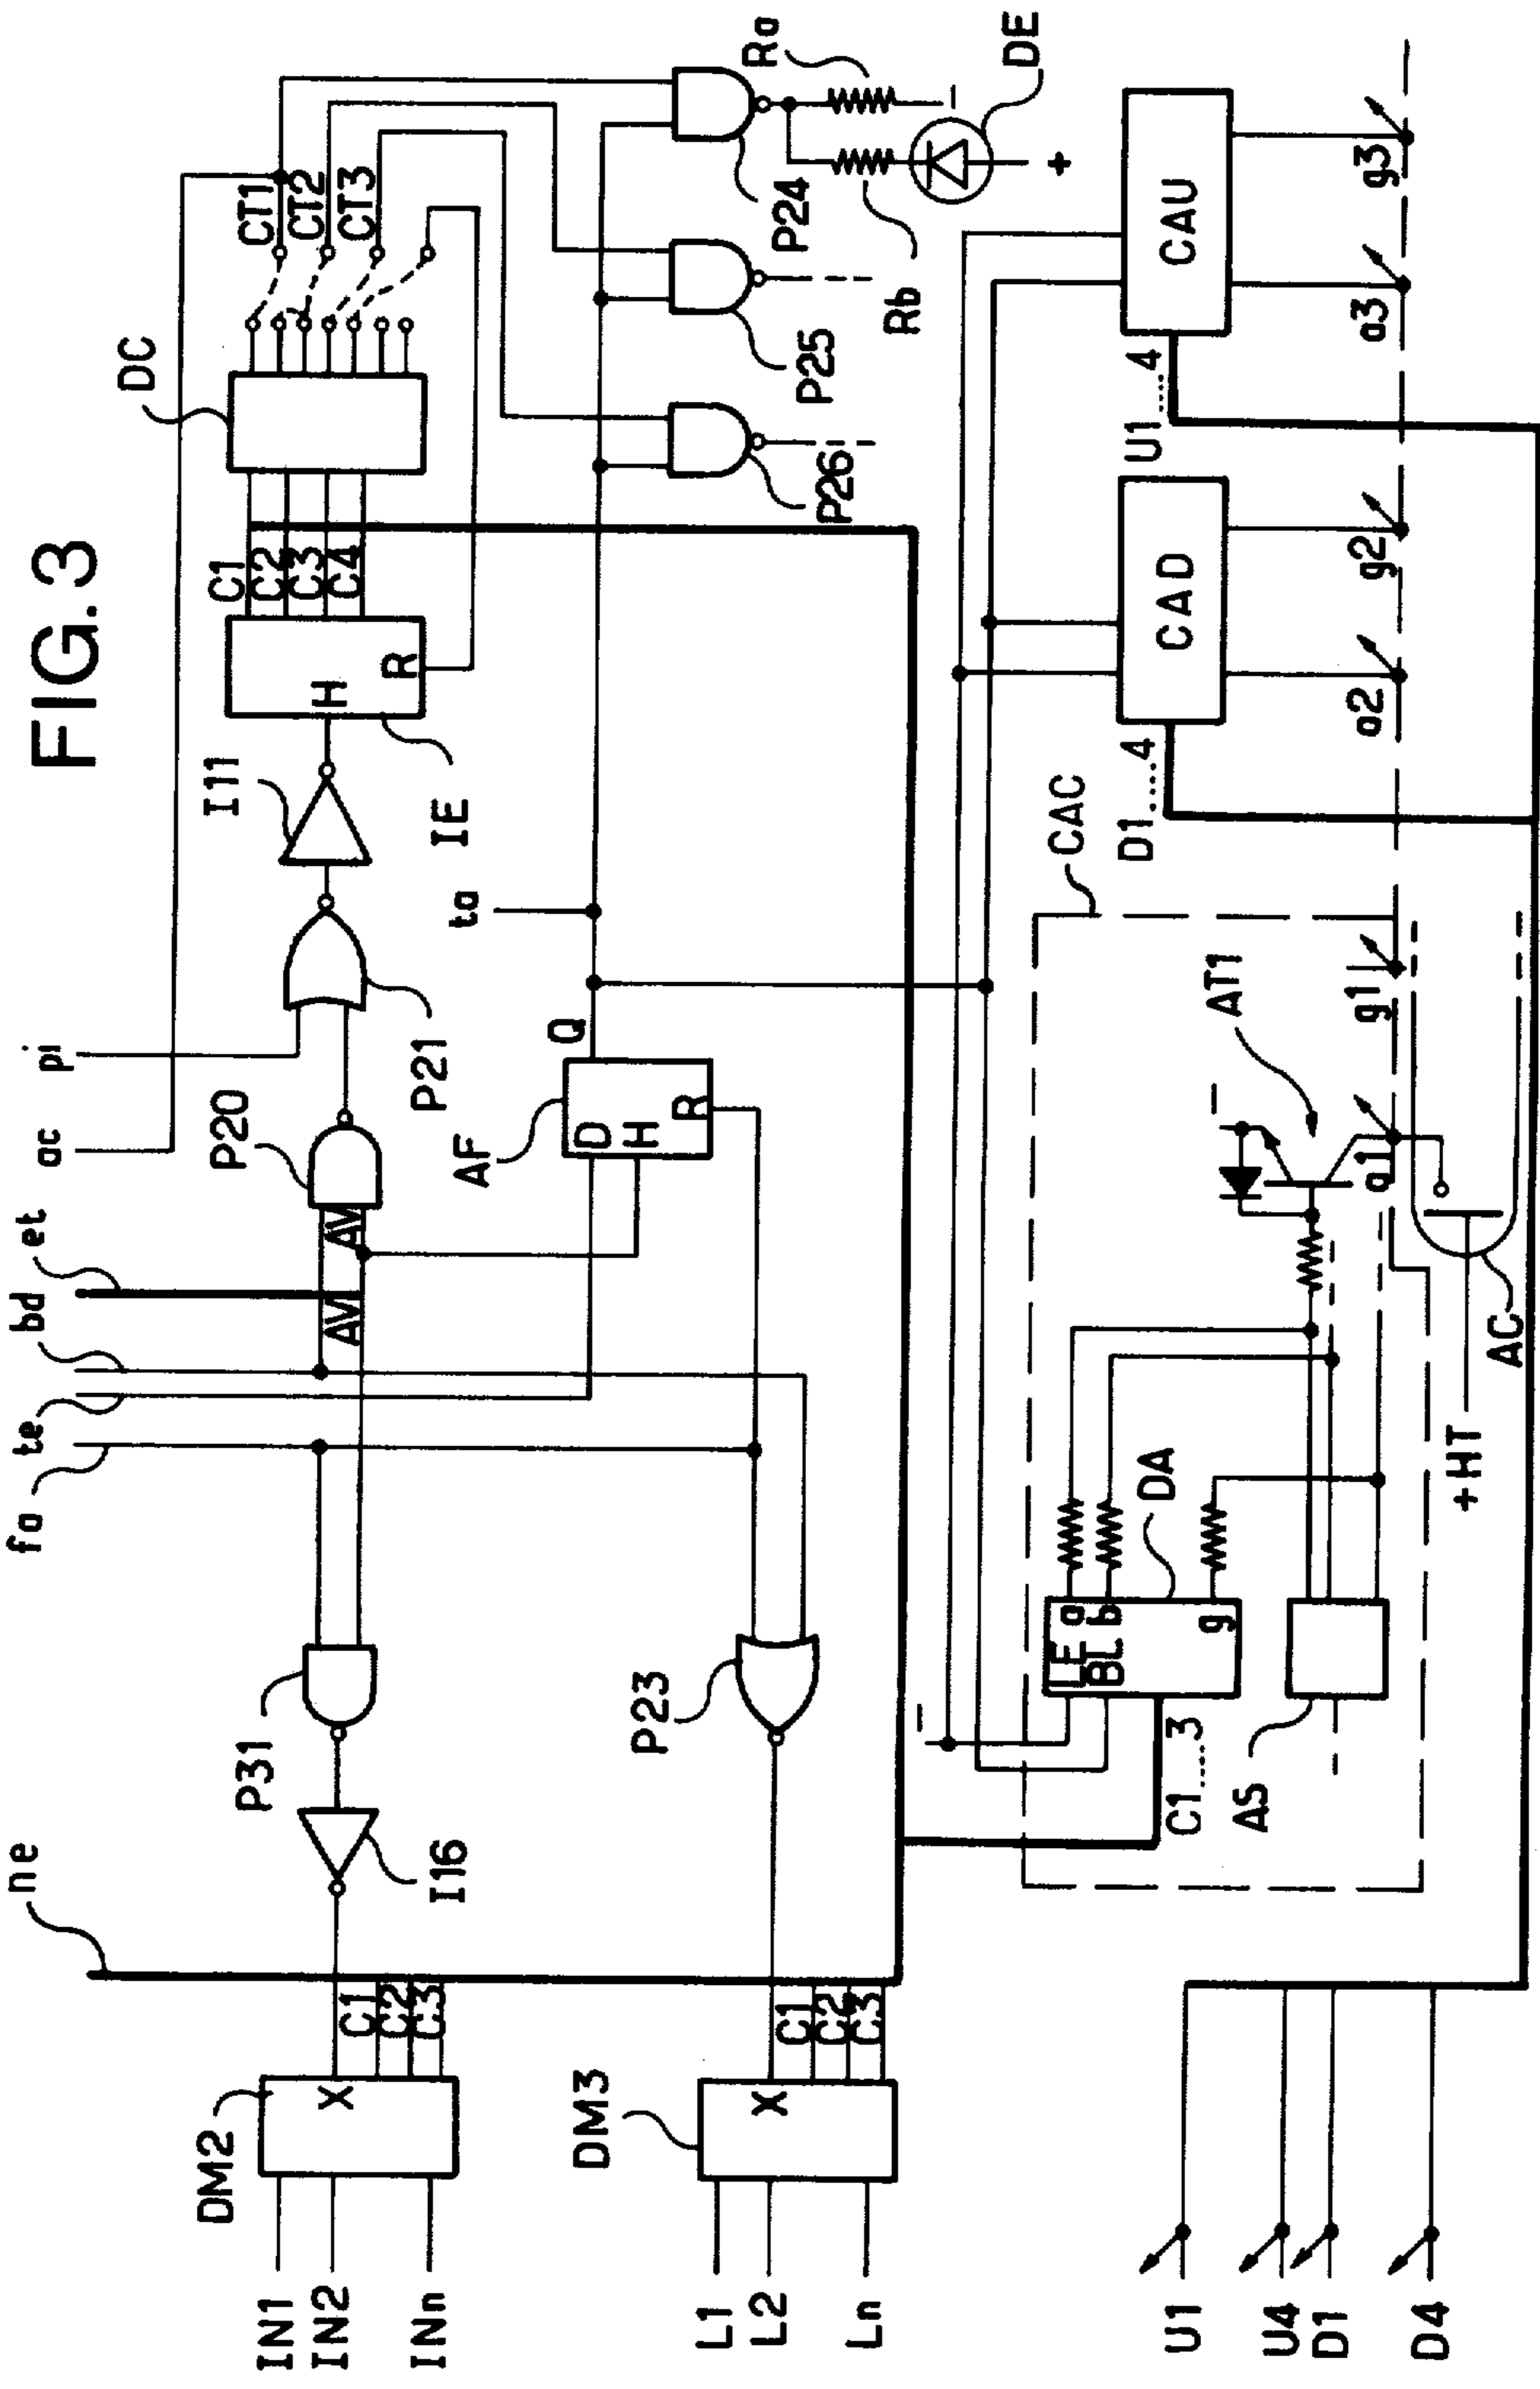 FIG. 3
ne
fa
te
bd
et
ac
pi
IN1
IN2
INn
DM2
X
C1
C2
C3
I16
P31
AV
AV
P20
P21
I11
IE
H
R
C1
C2
C3
C4
DC
CT1
CT2
CT3
L1
L2
Ln
DM3
X
C1
C2
C3
P23
AF
D
H
R
Q
ta
P26
P25
P24
Ra
Rb
DE
+
−
U1
U4
D1
D4
−
C1....3
LE
BL
a
b
g
DA
AS
CAC
AT1
−
a1
g1
+HT
AC
D1....4
CAD
a2
g2
U1....4
CAU
a3
g3